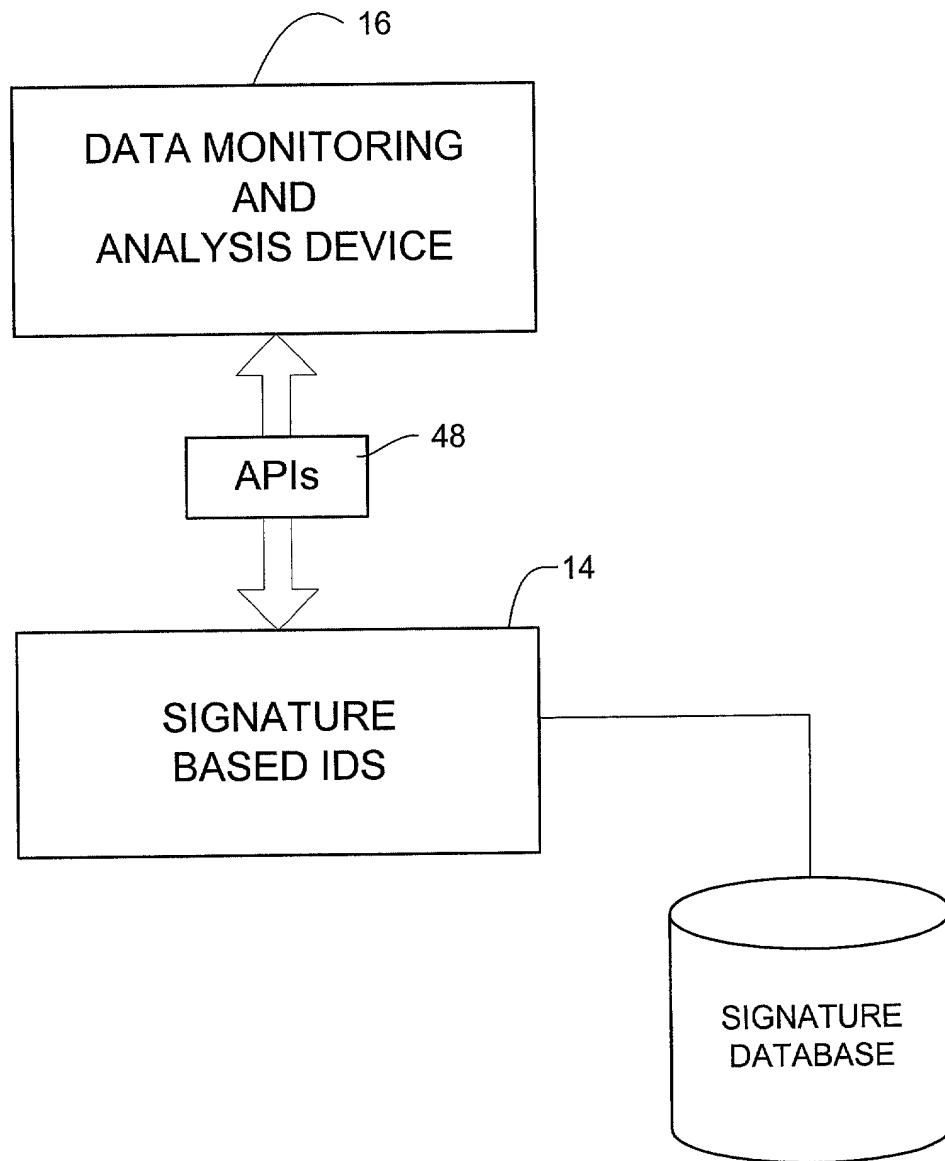 16
DATA MONITORING
AND
ANALYSIS DEVICE
48
APIs
14
SIGNATURE
BASED IDS
SIGNATURE
DATABASE